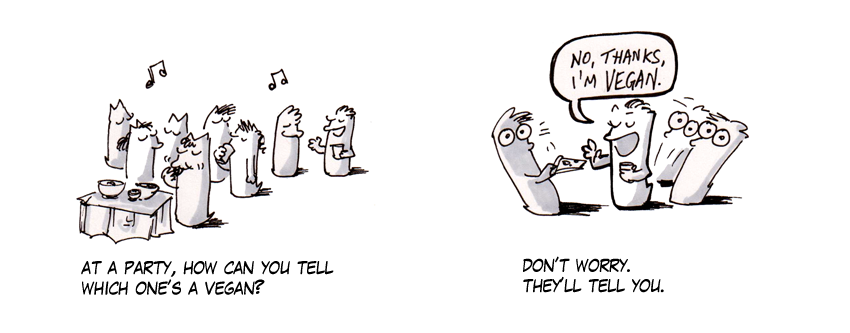 AT A PARTY, HOW CAN YOU TELL
WHICH ONE'S A VEGAN?
NO, THANKS,
I'M VEGAN.
DON'T WORRY.
THEY'LL TELL YOU.